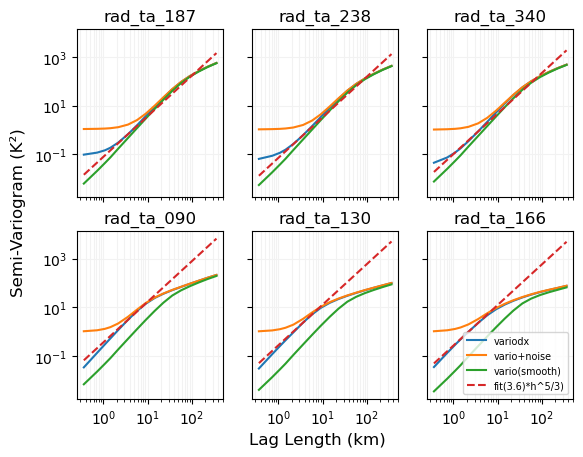 rad_ta_187 rad_ta_238 rad_ta_340
10³
10¹
10⁻¹
Semi-Variogram (K²)
rad_ta_090 rad_ta_130 rad_ta_166
10³
10¹
10⁻¹
variodx
vario+noise
vario(smooth)
fit(3.6)*h^5/3)
10⁰ 10¹ 10² 10⁰ 10¹ 10² 10⁰ 10¹ 10²
Lag Length (km)